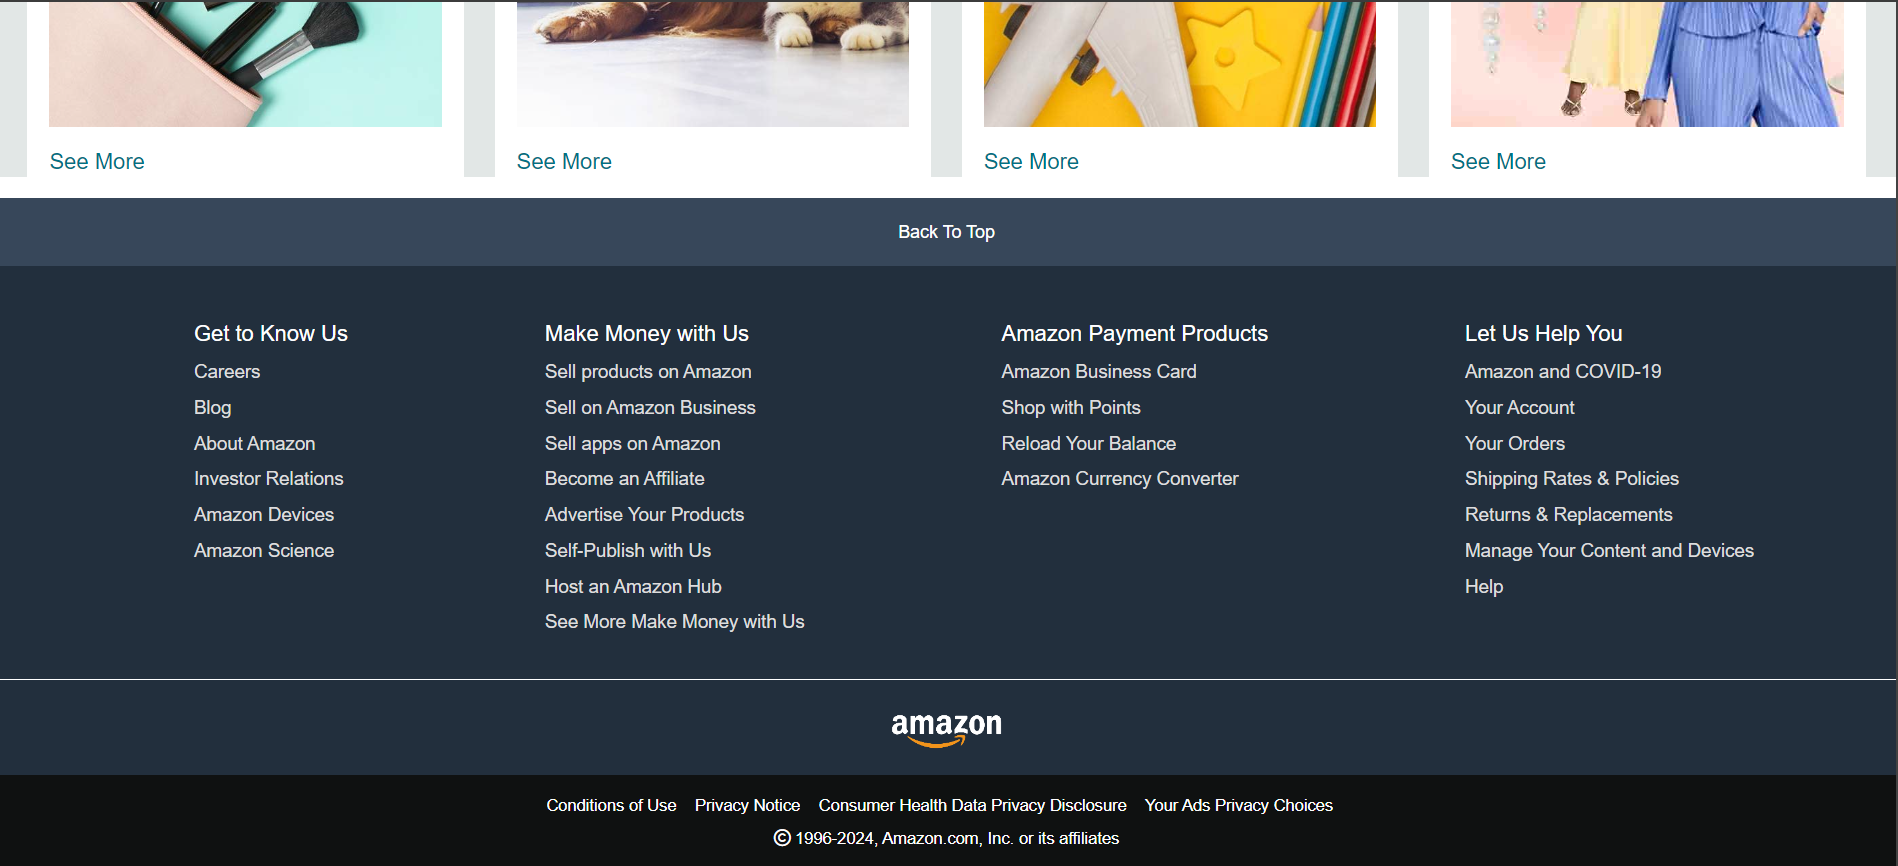 See More
See More
See More
See More
Back To Top
Get to Know Us
Careers
Blog
About Amazon
Investor Relations
Amazon Devices
Amazon Science
Make Money with Us
Sell products on Amazon
Sell on Amazon Business
Sell apps on Amazon
Become an Affiliate
Advertise Your Products
Self-Publish with Us
Host an Amazon Hub
See More Make Money with Us
Amazon Payment Products
Amazon Business Card
Shop with Points
Reload Your Balance
Amazon Currency Converter
Let Us Help You
Amazon and COVID-19
Your Account
Your Orders
Shipping Rates & Policies
Returns & Replacements
Manage Your Content and Devices
Help
amazon
Conditions of Use Privacy Notice Consumer Health Data Privacy Disclosure Your Ads Privacy Choices
© 1996-2024, Amazon.com, Inc. or its affiliates